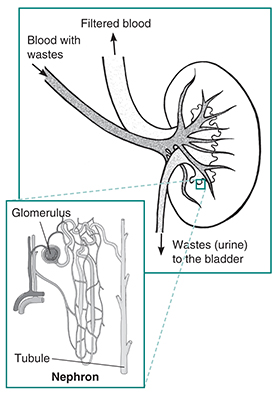 Filtered blood
Blood with
wastes
Wastes (urine)
to the bladder
Glomerulus
Tubule
Nephron